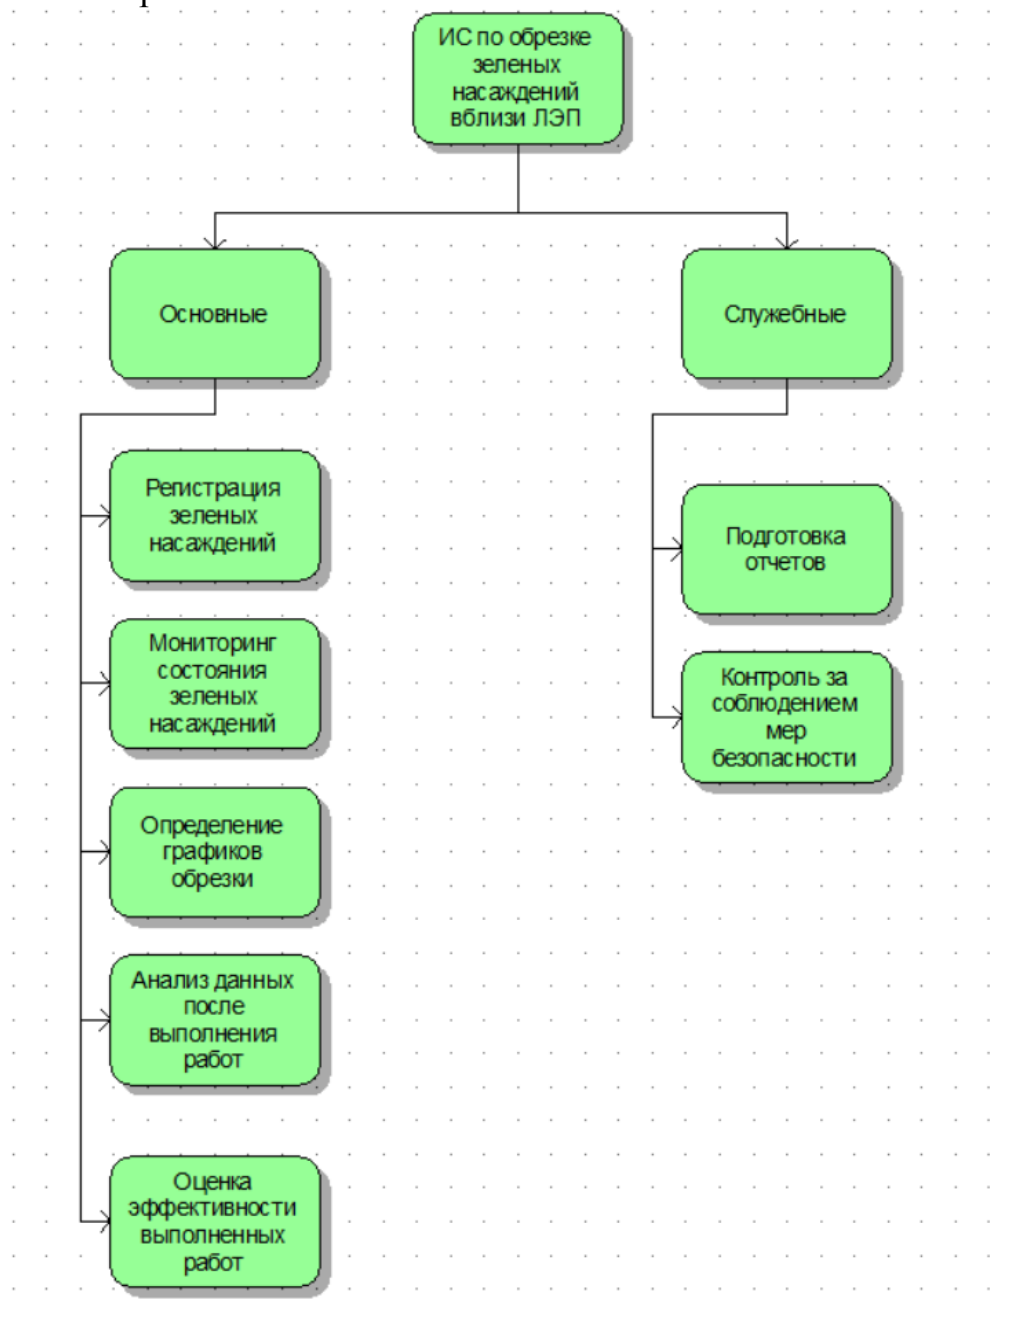 ИС по обрезке
зеленых
насаждений
вблизи ЛЭП
Основные
Служебные
Регистрация
зеленых
насаждений
Мониторинг
состояния
зеленых
насаждений
Определение
графиков
обрезки
Анализ данных
после
выполнения
работ
Оценка
эффективности
выполненных
работ
Подготовка
отчетов
Контроль за
соблюдением
мер
безопасности